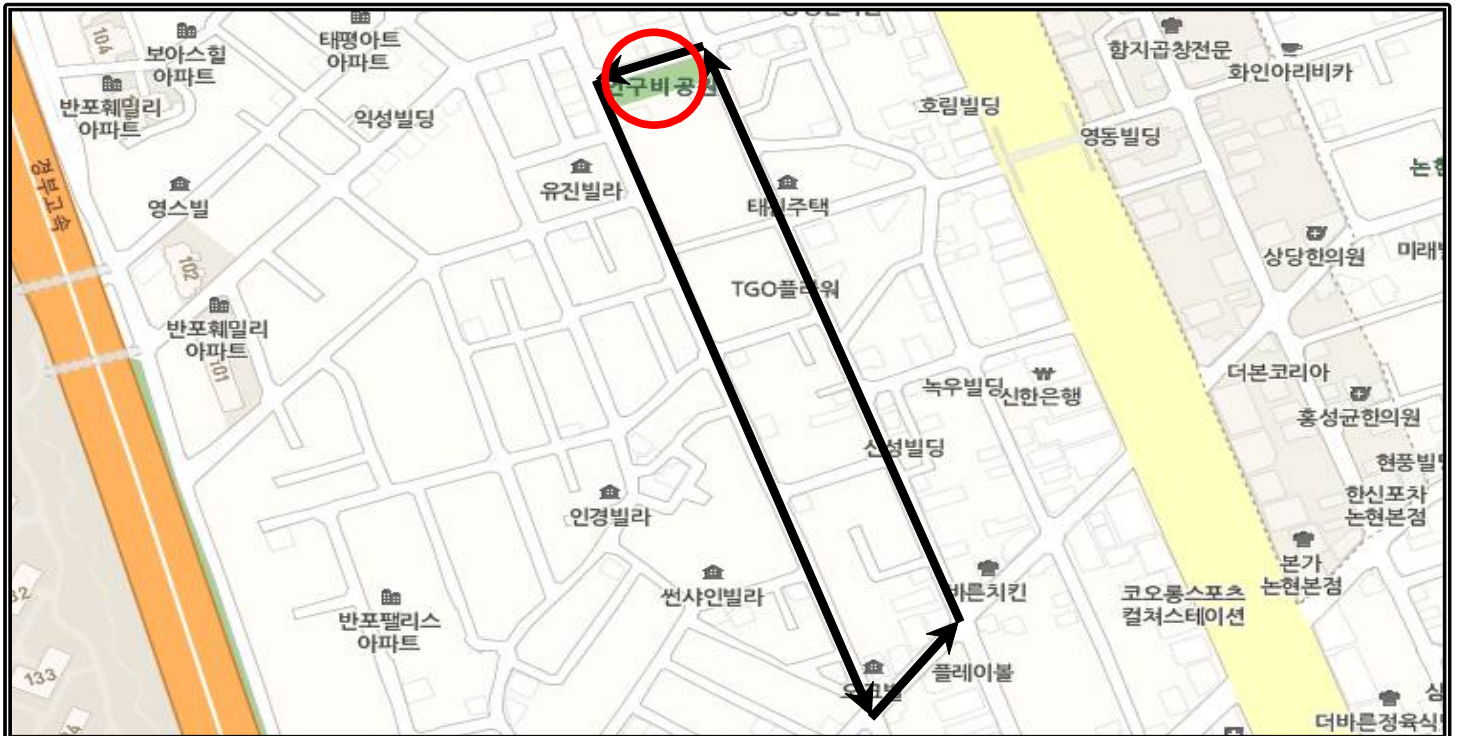 104
보아스힐
아파트
태평아트
아파트
함지곱창전문
화인아리비카
반포훼밀리
아파트
익성빌딩
호림빌딩
영동빌딩
경부고속
영스빌
유진빌라
상당한의원
102
TGO플라워
반포훼밀리
아파트
101
녹우빌딩
신한은행
더본코리아
홍성균한의원
인경빌라
한신포차
논현본점
썬샤인빌라
바른치킨
본가
논현본점
반포팰리스
아파트
코오롱스포츠
컬쳐스테이션
133
플레이볼
더바른정육식